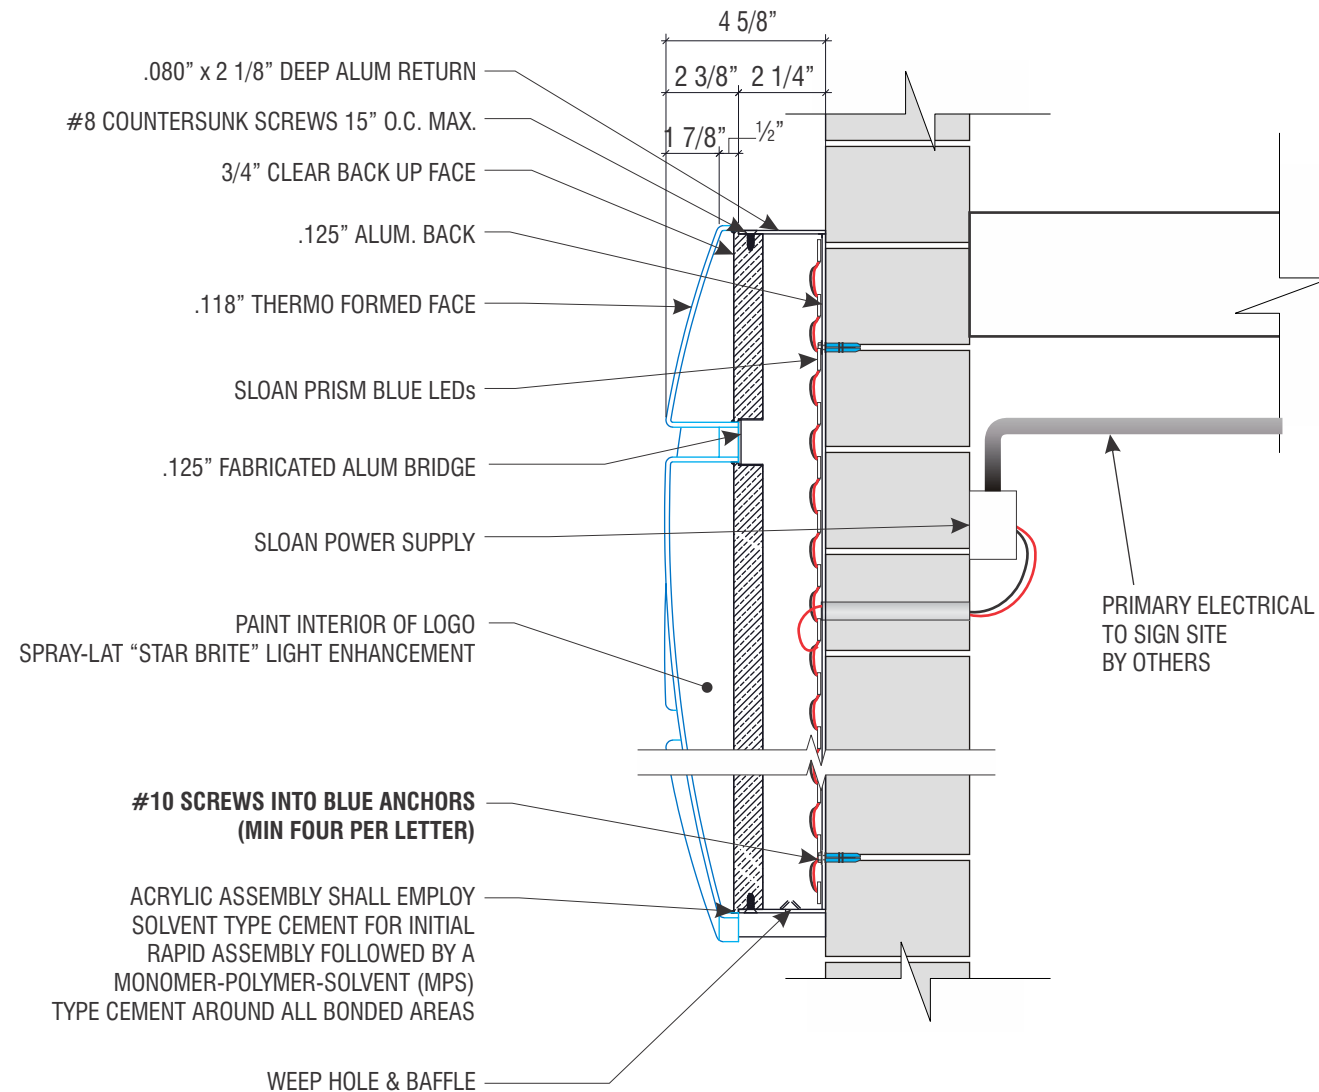 4 5/8”
2 3/8” 2 1/4”
1 7/8” ½”
.080” x 2 1/8” DEEP ALUM RETURN
#8 COUNTERSUNK SCREWS 15” O.C. MAX.
3/4” CLEAR BACK UP FACE
.125” ALUM. BACK
.118” THERMO FORMED FACE
SLOAN PRISM BLUE LEDs
.125” FABRICATED ALUM BRIDGE
SLOAN POWER SUPPLY
PAINT INTERIOR OF LOGO
SPRAY-LAT “STAR BRITE” LIGHT ENHANCEMENT
#10 SCREWS INTO BLUE ANCHORS
(MIN FOUR PER LETTER)
ACRYLIC ASSEMBLY SHALL EMPLOY
SOLVENT TYPE CEMENT FOR INITIAL
RAPID ASSEMBLY FOLLOWED BY A
MONOMER-POLYMER-SOLVENT (MPS)
TYPE CEMENT AROUND ALL BONDED AREAS
WEEP HOLE & BAFFLE
PRIMARY ELECTRICAL
TO SIGN SITE
BY OTHERS